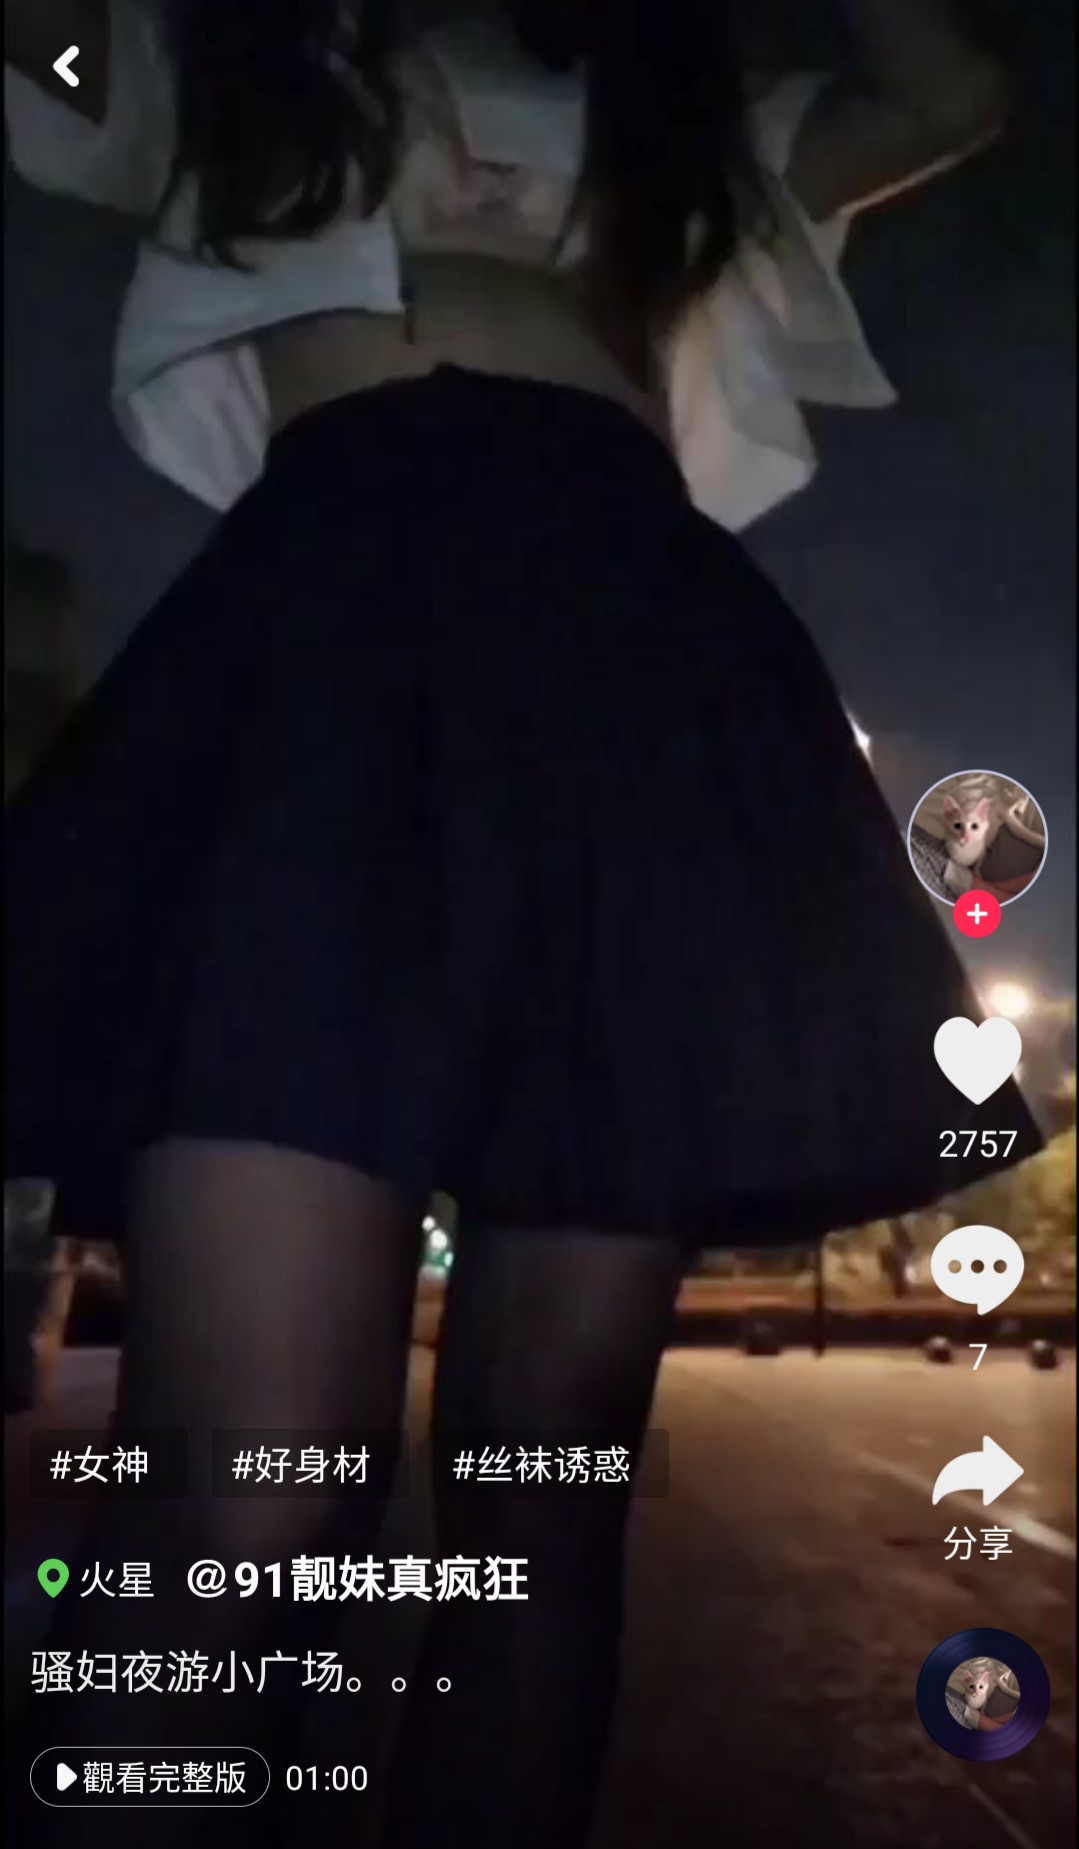 2757
7
#女神 #好身材 #丝袜诱惑
分享
火星 @91靓妹真疯狂
骚妇夜游小广场。。。
觀看完整版 01:00